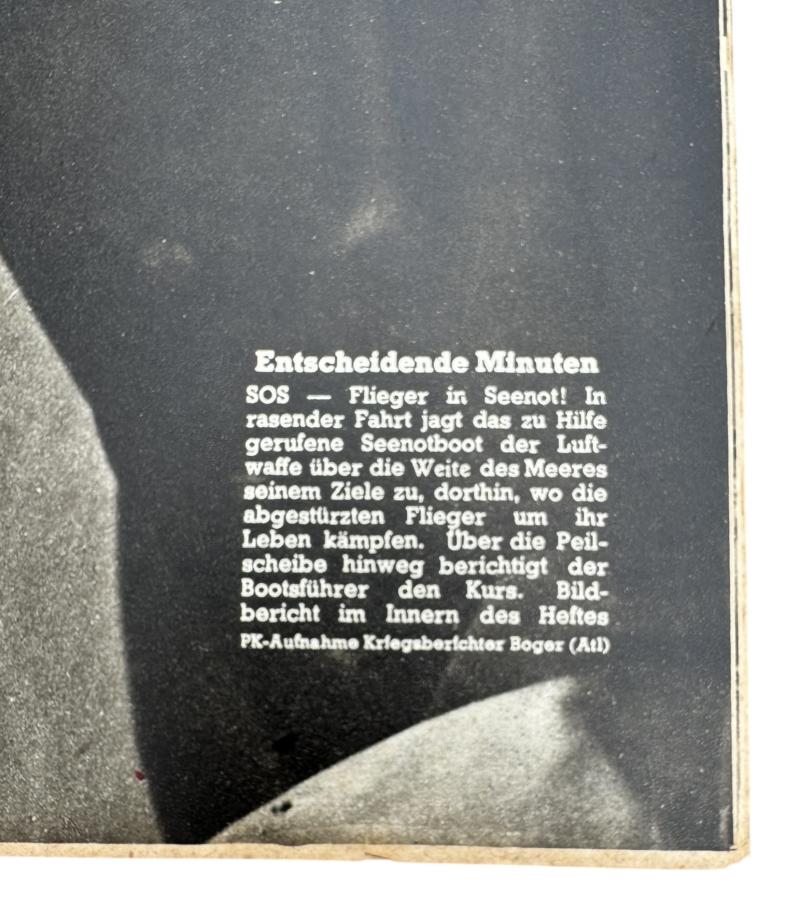 Entscheidende Minuten
SOS — Flieger in Seenot! In
rasender Fahrt jagt das zu Hilfe
gerufene Seenotboot der Luft-
waffe über die Weite des Meeres
seinem Ziele zu, dorthin, wo die
abgestürzten Flieger um ihr
Leben kämpfen. Über die Peil-
scheibe hinweg berichtigt der
Bootsführer den Kurs. Bild-
bericht im Innern des Heftes
PK-Aufnahme Kriegsberichter Boger (Atl)